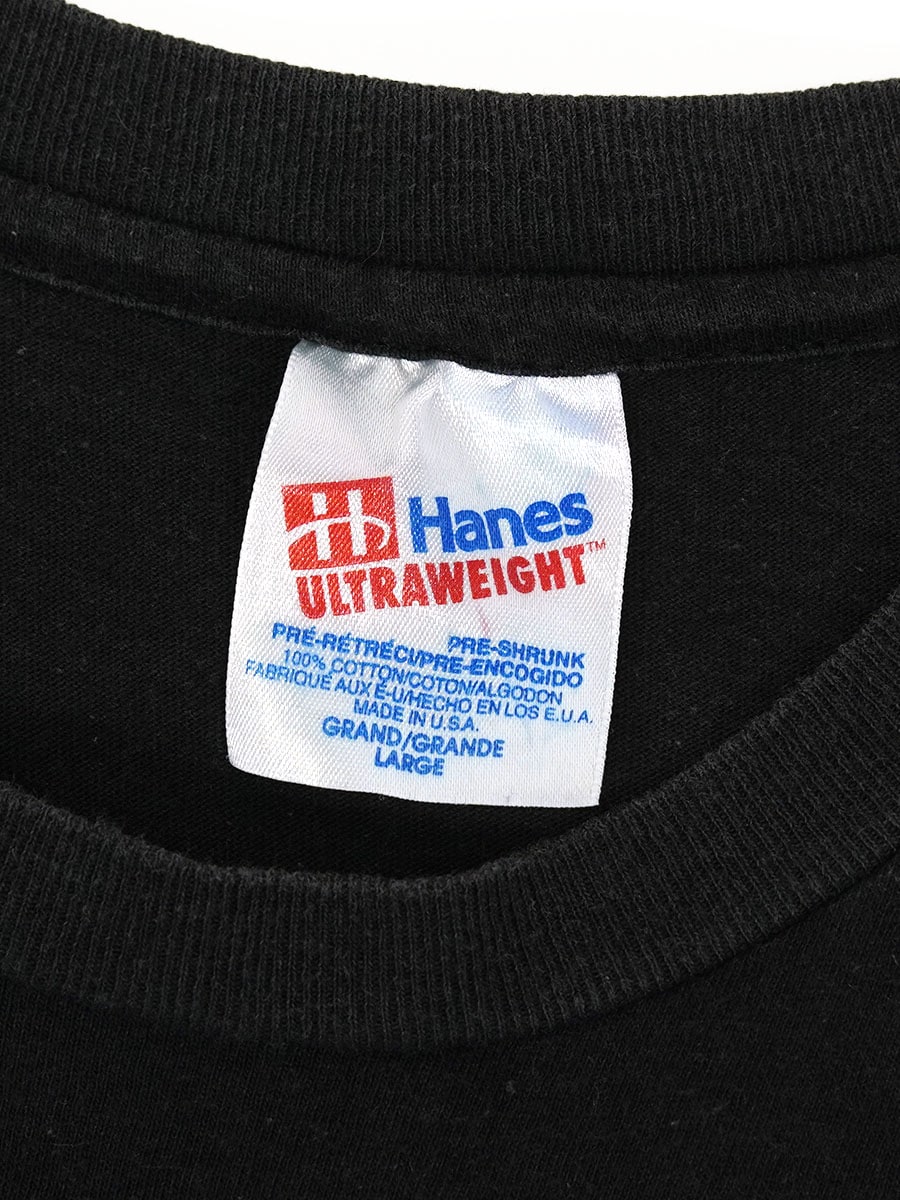 H Hanes
ULTRAWEIGHT™
PRE-SHRUNK
PRÉ-RÉTRÉCI/PRE-ENCOGIDO
100% COTTON/COTON/ALGODON
FABRIQUÉ AUX É-U/HECHO EN LOS E.U.A.
MADE IN U.S.A.
GRAND/GRANDE
LARGE